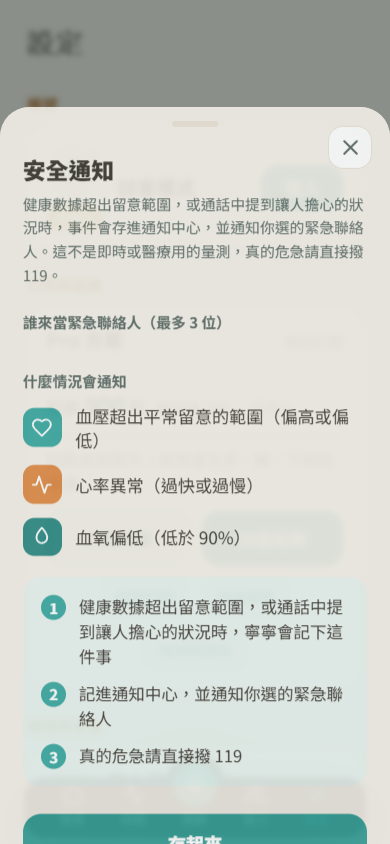 設定
安全通知
健康數據超出留意範圍，或通話中提到讓人擔心的狀
況時，事件會存進通知中心，並通知你選的緊急聯絡
人。這不是即時或醫療用的量測，真的危急請直接撥
119。
誰來當緊急聯絡人（最多 3 位）
什麼情況會通知
血壓超出平常留意的範圍（偏高或偏
低）
心率異常（過快或過慢）
血氧偏低（低於 90%）
1 健康數據超出留意範圍，或通話中提
到讓人擔心的狀況時，寧寧會記下這
件事
2 記進通知中心，並通知你選的緊急聯
絡人
3 真的危急請直接撥 119